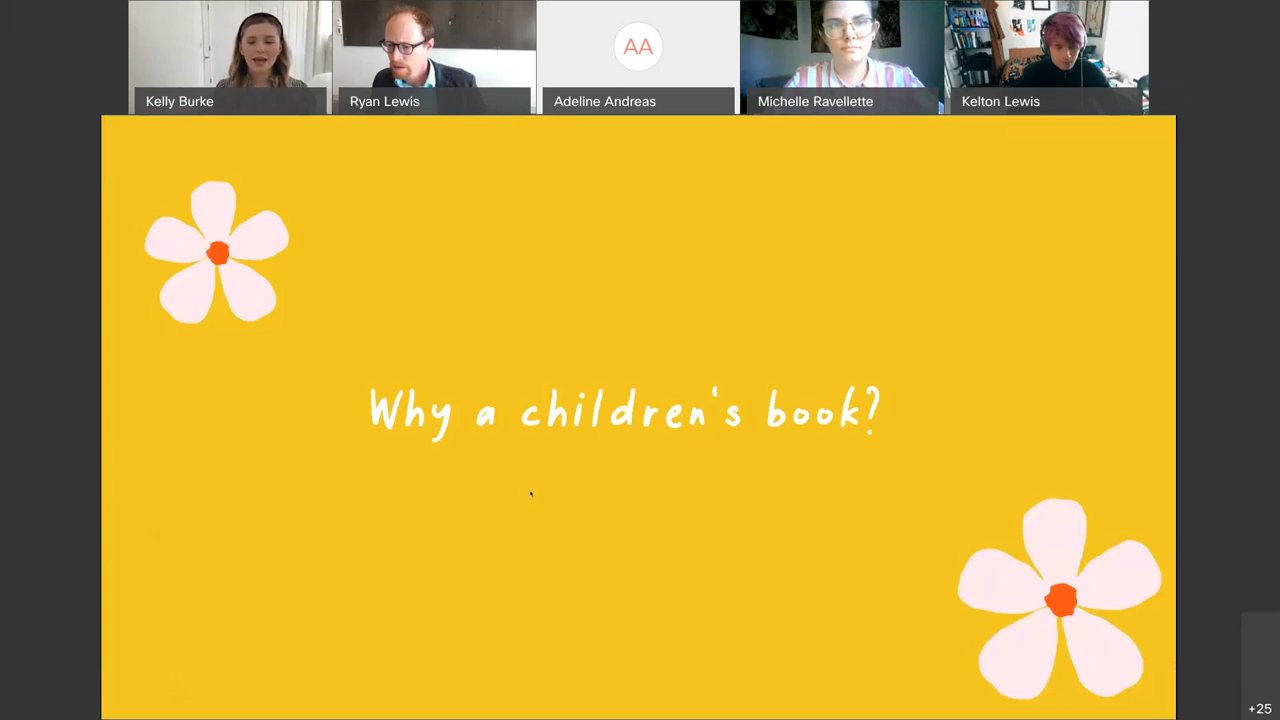 Kelly Burke
Ryan Lewis
AA
Adeline Andreas
Michelle Ravellette
Kelton Lewis
Why a children's book?
+25